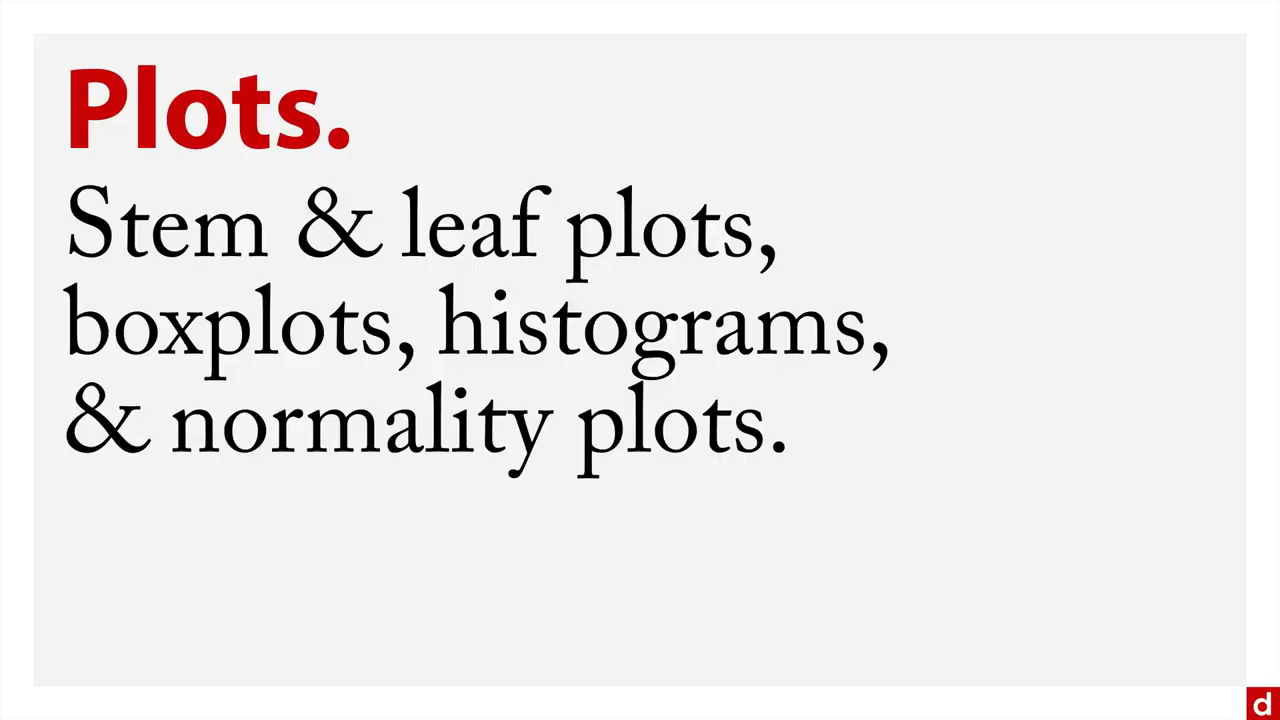 Plots.
Stem & leaf plots,
boxplots, histograms,
& normality plots.
d